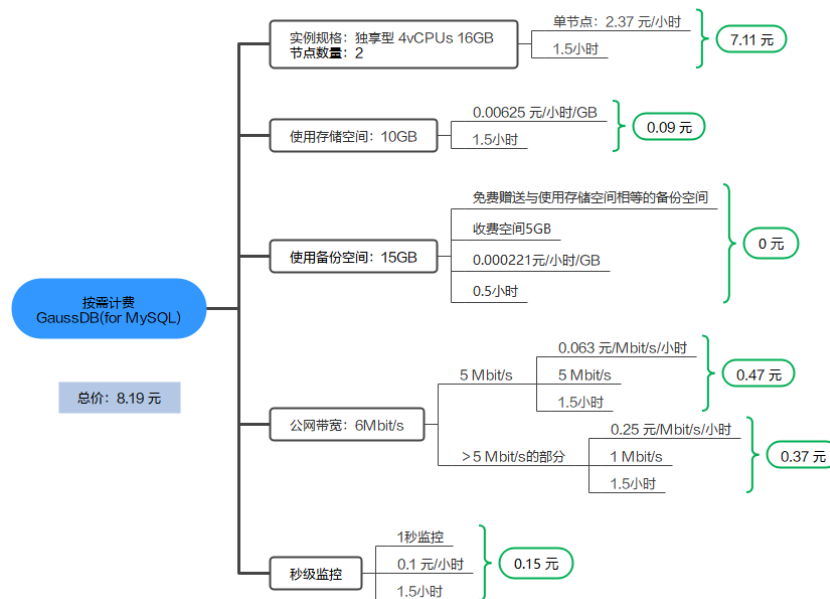 按需计费
GaussDB(for MySQL)
总价：8.19 元
实例规格：独享型 4vCPUs 16GB
节点数量：2
单节点：2.37 元/小时
1.5小时
7.11 元
使用存储空间：10GB
0.00625 元/小时/GB
1.5小时
0.09 元
使用备份空间：15GB
免费赠送与使用存储空间相等的备份空间
收费空间5GB
0.000221元/小时/GB
0.5小时
0 元
公网带宽：6Mbit/s
5 Mbit/s
0.063 元/Mbit/s/小时
5 Mbit/s
1.5小时
0.47 元
＞5 Mbit/s的部分
0.25 元/Mbit/s/小时
1 Mbit/s
1.5小时
0.37 元
秒级监控
1秒监控
0.1 元/小时
1.5小时
0.15 元